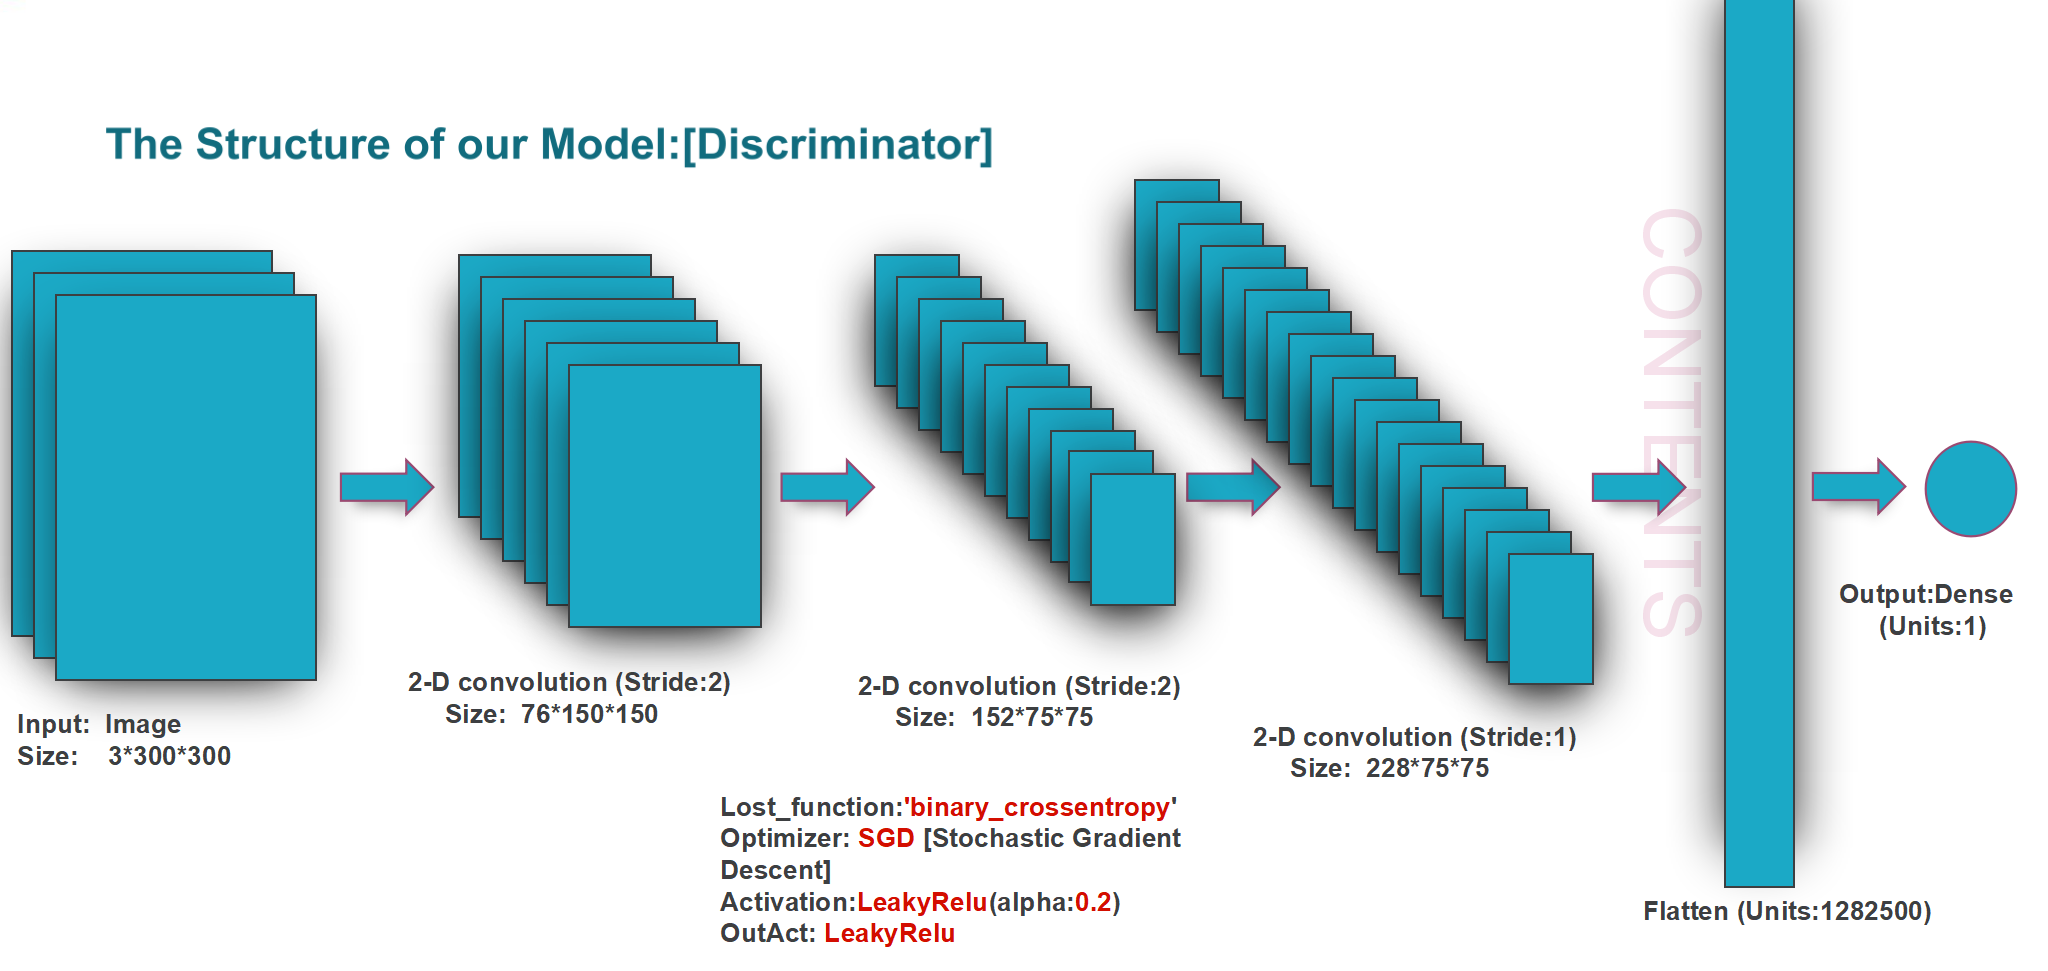 The Structure of our Model:[Discriminator]
CONTENTS
Input: Image
Size: 3*300*300
2-D convolution (Stride:2)
Size: 76*150*150
2-D convolution (Stride:2)
Size: 152*75*75
2-D convolution (Stride:1)
Size: 228*75*75
Flatten (Units:1282500)
Output:Dense
(Units:1)
Lost_function:'binary_crossentropy'
Optimizer: SGD [Stochastic Gradient
Descent]
Activation:LeakyRelu(alpha:0.2)
OutAct: LeakyRelu